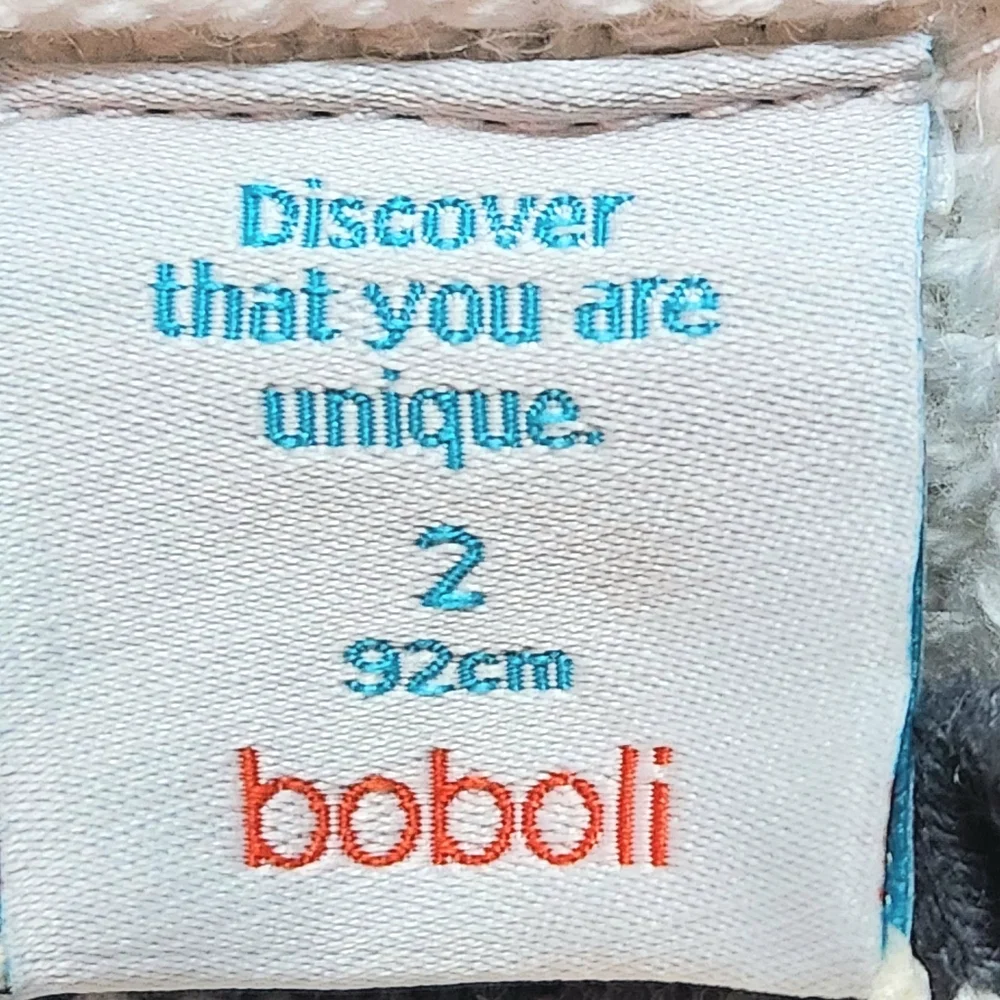 Discover
that you are
unique.
2
92cm
boboli